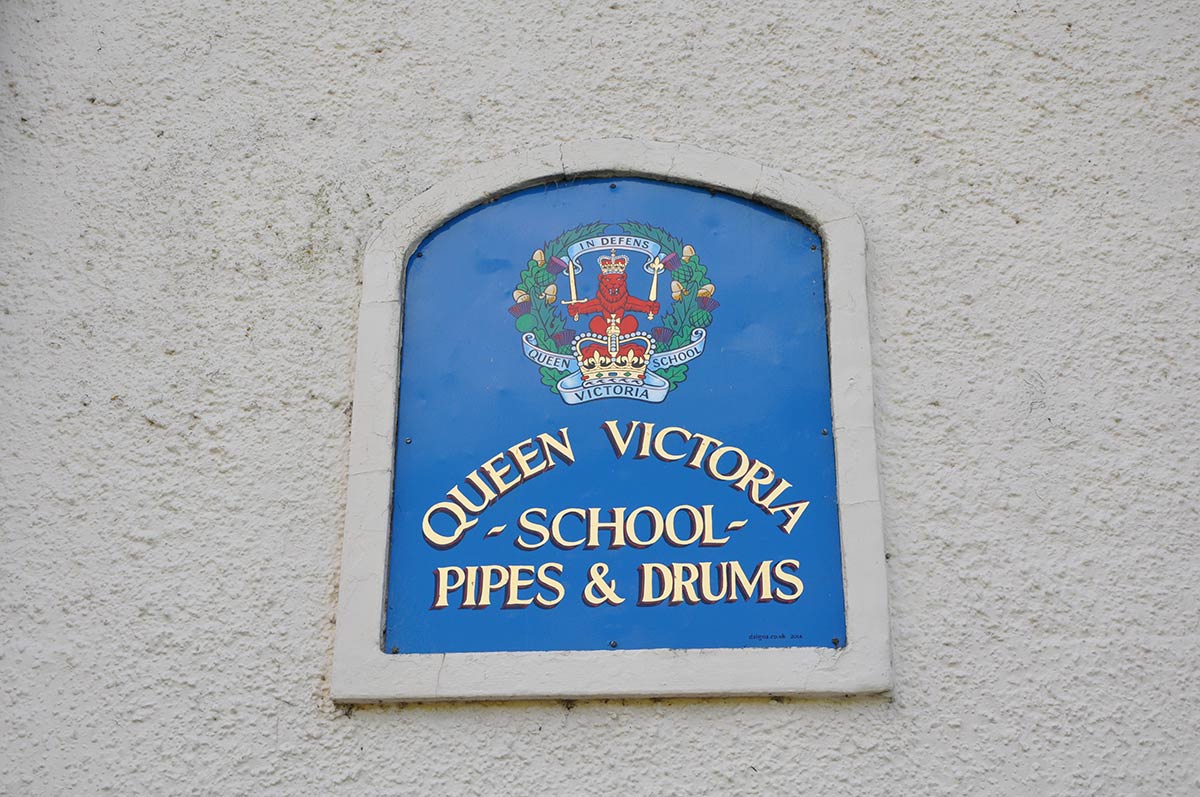 IN DEFENS
QUEEN SCHOOL
VICTORIA
QUEEN VICTORIA
- SCHOOL -
PIPES & DRUMS